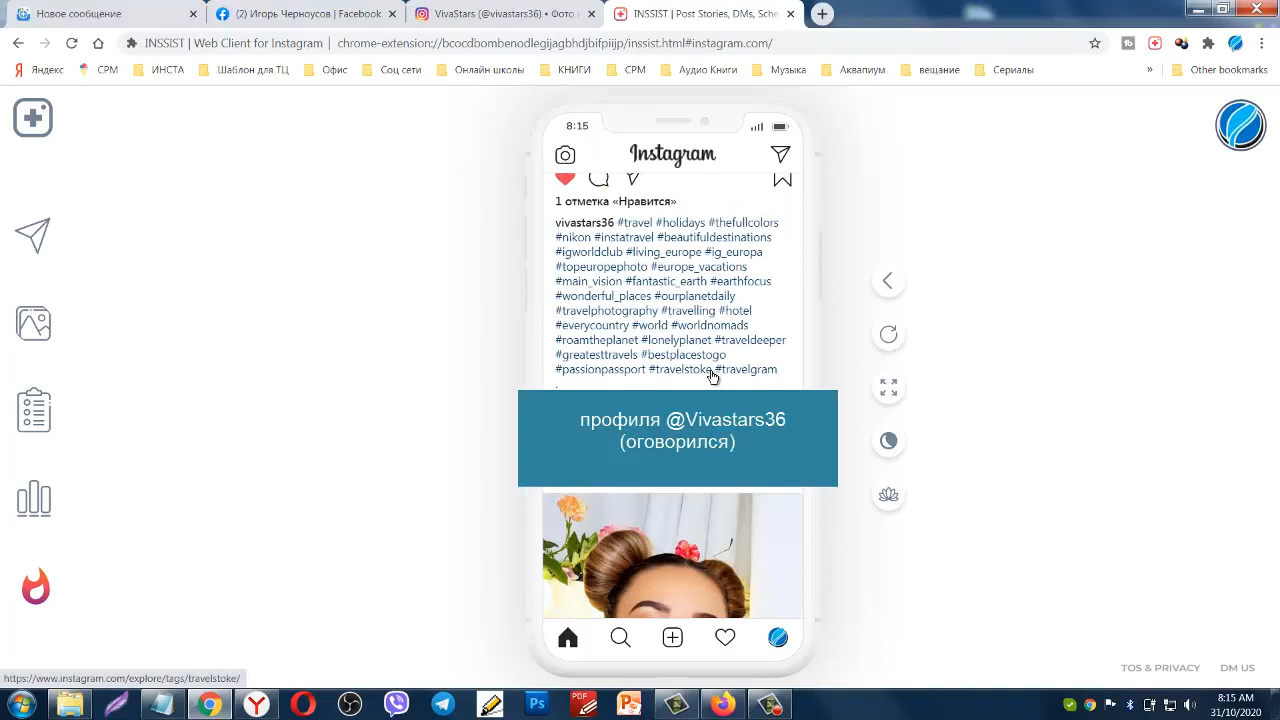 Новое сообщение
(2) Игорь Черноусов | Facebook
VivaStars (@vivastars36) • Фото
INSSIST | Post Stories, DMs, Sche
INSSIST | Web Client for Instagram | chrome-extension://bcocdbombenodlegijagbhdjbifpiijp/inssist.html#instagram.com/
Яндекс
СРМ
ИНСТА
Шаблон для ТЦ
Офис
Соц сети
Онлайн школы
КНИГИ
СРМ
Аудио Книги
Музыка
Аквапиум
вещание
Сериалы
»
Other bookmarks
8:15
Instagram
1 отметка «Нравится»
vivastars36 #travel #holidays #thefullcolors
#nikon #instatravel #beautifuldestinations
#igworldclub #living_europe #ig_europa
#topeuropephoto #europe_vacations
#main_vision #fantastic_earth #earthfocus
#wonderful_places #ourplanetdaily
#travelphotography #travelling #hotel
#everycountry #world #worldnomads
#roamtheplanet #lonelyplanet #traveldeeper
#greatesttravels #bestplacestogo
#passionpassport #travelstoke #travelgram
.
профиля @Vivastars36
(оговорился)
TOS & PRIVACY
DM US
https://www.instagram.com/explore/tags/travelstoke/
Ps
PDF
8:15 AM
31/10/2020